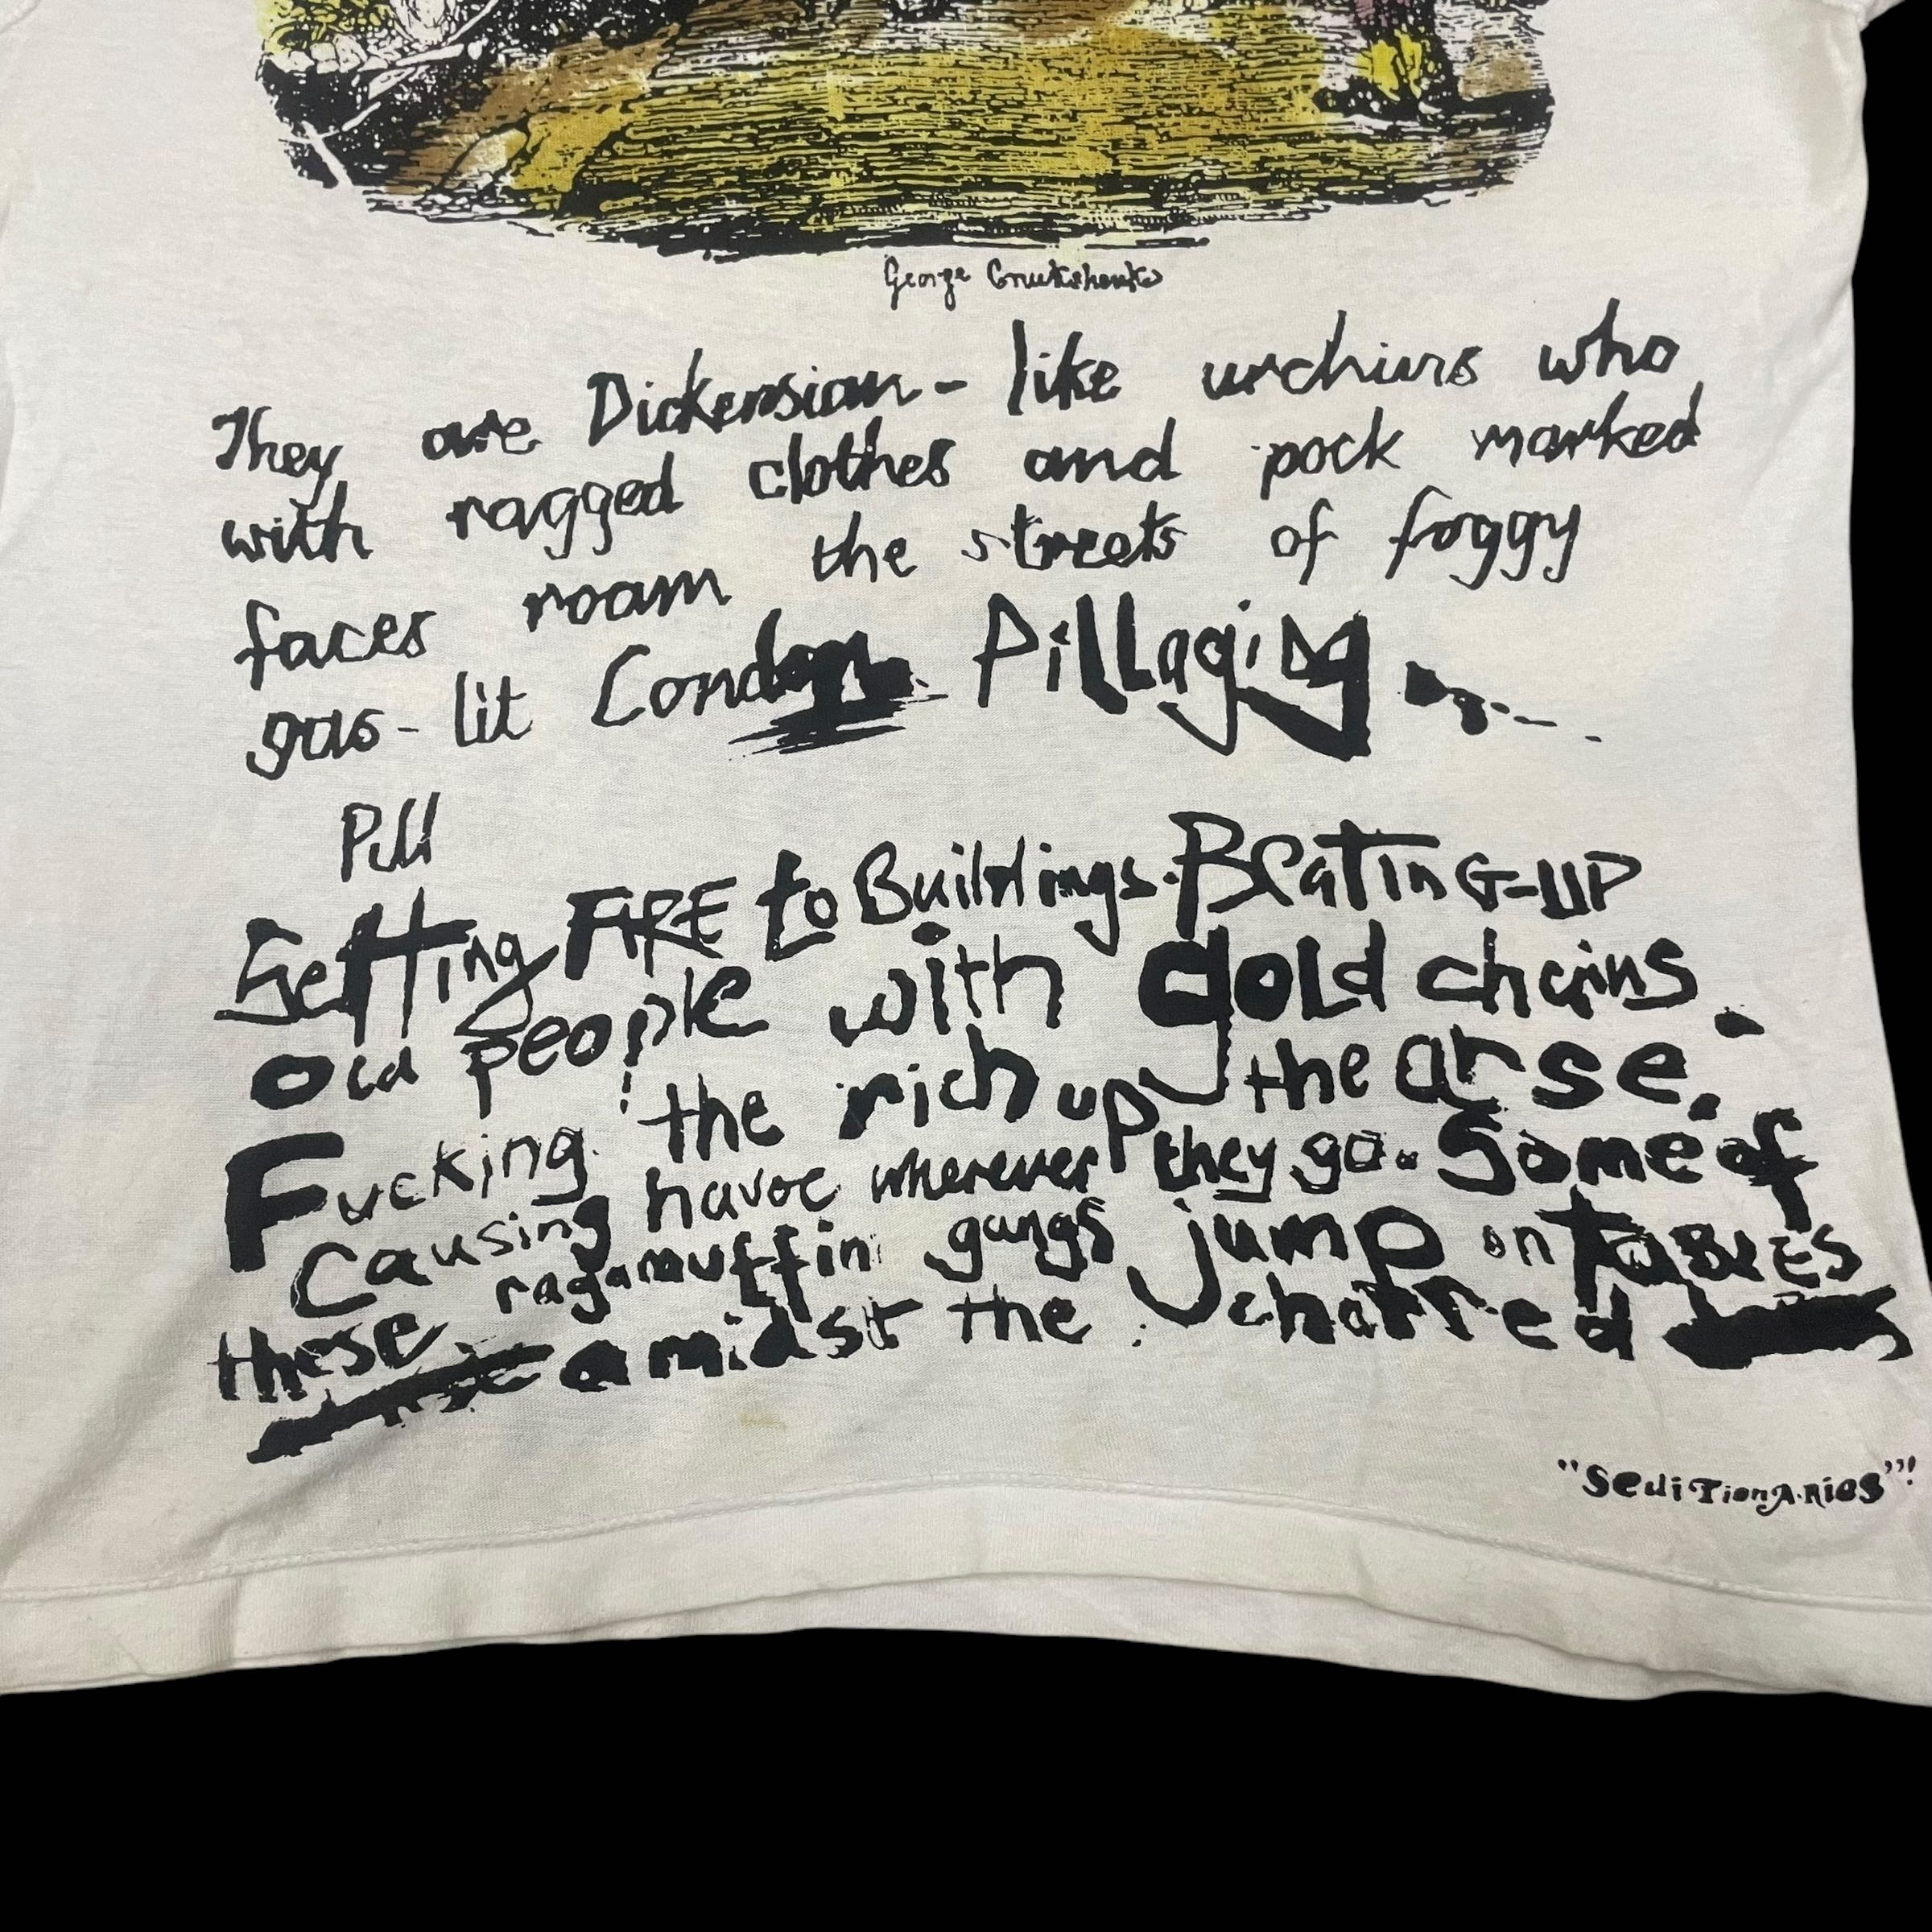 George Cruikshank
They are Dickensian-like urchins who
with ragged clothes and pock marked
faces roam the streets of foggy
gas-lit London Pillaging
Pill
Setting FIRE to Buildings. BeaTinG-UP
old people with gold chains.
Fucking the rich up the arse.
Causing havoc wherever they go. Some of
these ragamuffin gangs jump on TABLES
amidst the charred
"SediTionA.Ries"!